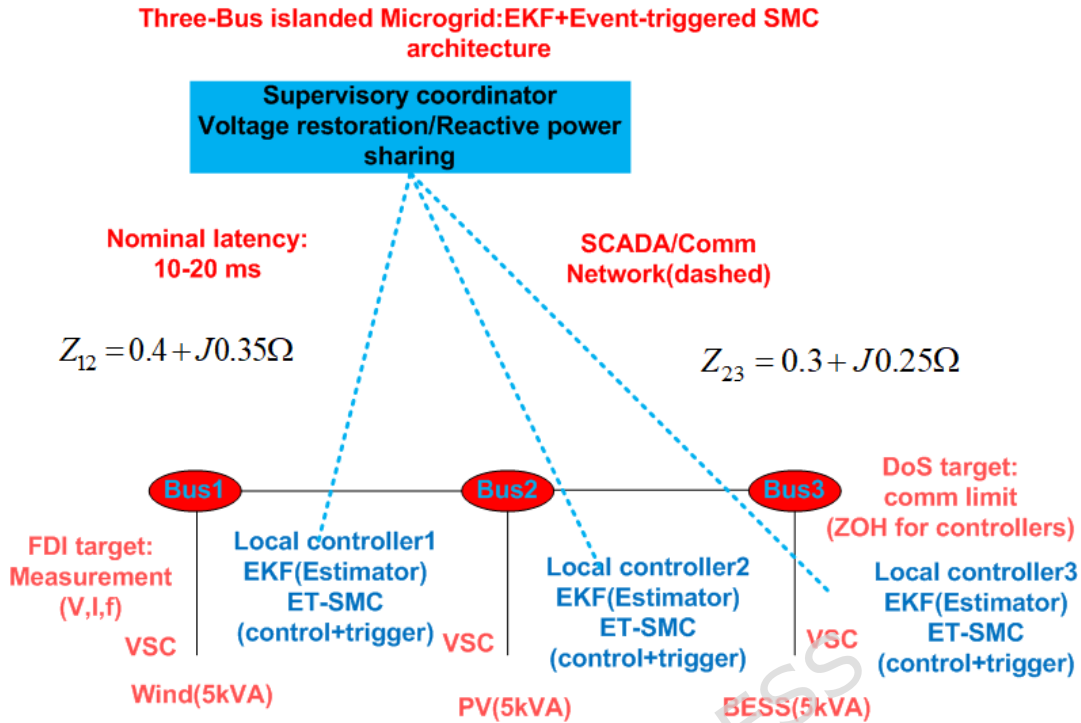 Three-Bus islanded Microgrid:EKF+Event-triggered SMC
architecture
Supervisory coordinator
Voltage restoration/Reactive power
sharing
Nominal latency:
10-20 ms
SCADA/Comm
Network(dashed)
Z₁₂ = 0.4 + J0.35Ω
Z₂₃ = 0.3 + J0.25Ω
Bus1
Bus2
Bus3
DoS target:
comm limit
(ZOH for controllers)
FDI target:
Measurement
(V,I,f)
Local controller1
EKF(Estimator)
ET-SMC
(control+trigger)
Local controller2
EKF(Estimator)
ET-SMC
(control+trigger)
Local controller3
EKF(Estimator)
ET-SMC
(control+trigger)
VSC
VSC
VSC
Wind(5kVA)
PV(5kVA)
BESS(5kVA)